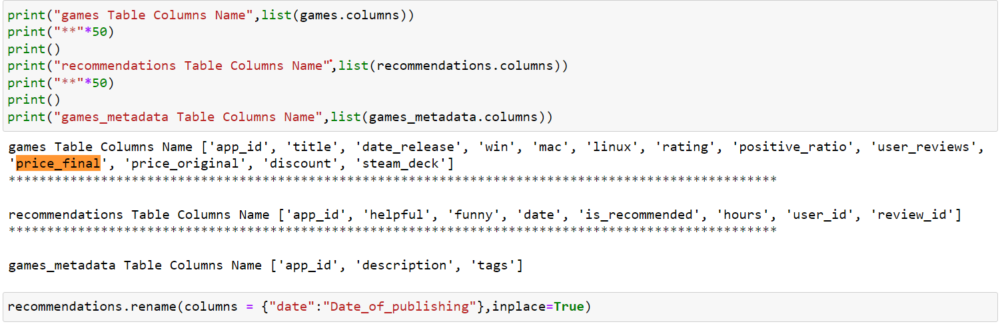 print("games Table Columns Name",list(games.columns))
print("**"*50)
print()
print("recommendations Table Columns Name",list(recommendations.columns))
print("**"*50)
print()
print("games_metadata Table Columns Name",list(games_metadata.columns))
games Table Columns Name ['app_id', 'title', 'date_release', 'win', 'mac', 'linux', 'rating', 'positive_ratio', 'user_reviews',
'price_final', 'price_original', 'discount', 'steam_deck']
****************************************************************************************************
recommendations Table Columns Name ['app_id', 'helpful', 'funny', 'date', 'is_recommended', 'hours', 'user_id', 'review_id']
****************************************************************************************************
games_metadata Table Columns Name ['app_id', 'description', 'tags']
recommendations.rename(columns = {"date":"Date_of_publishing"},inplace=True)